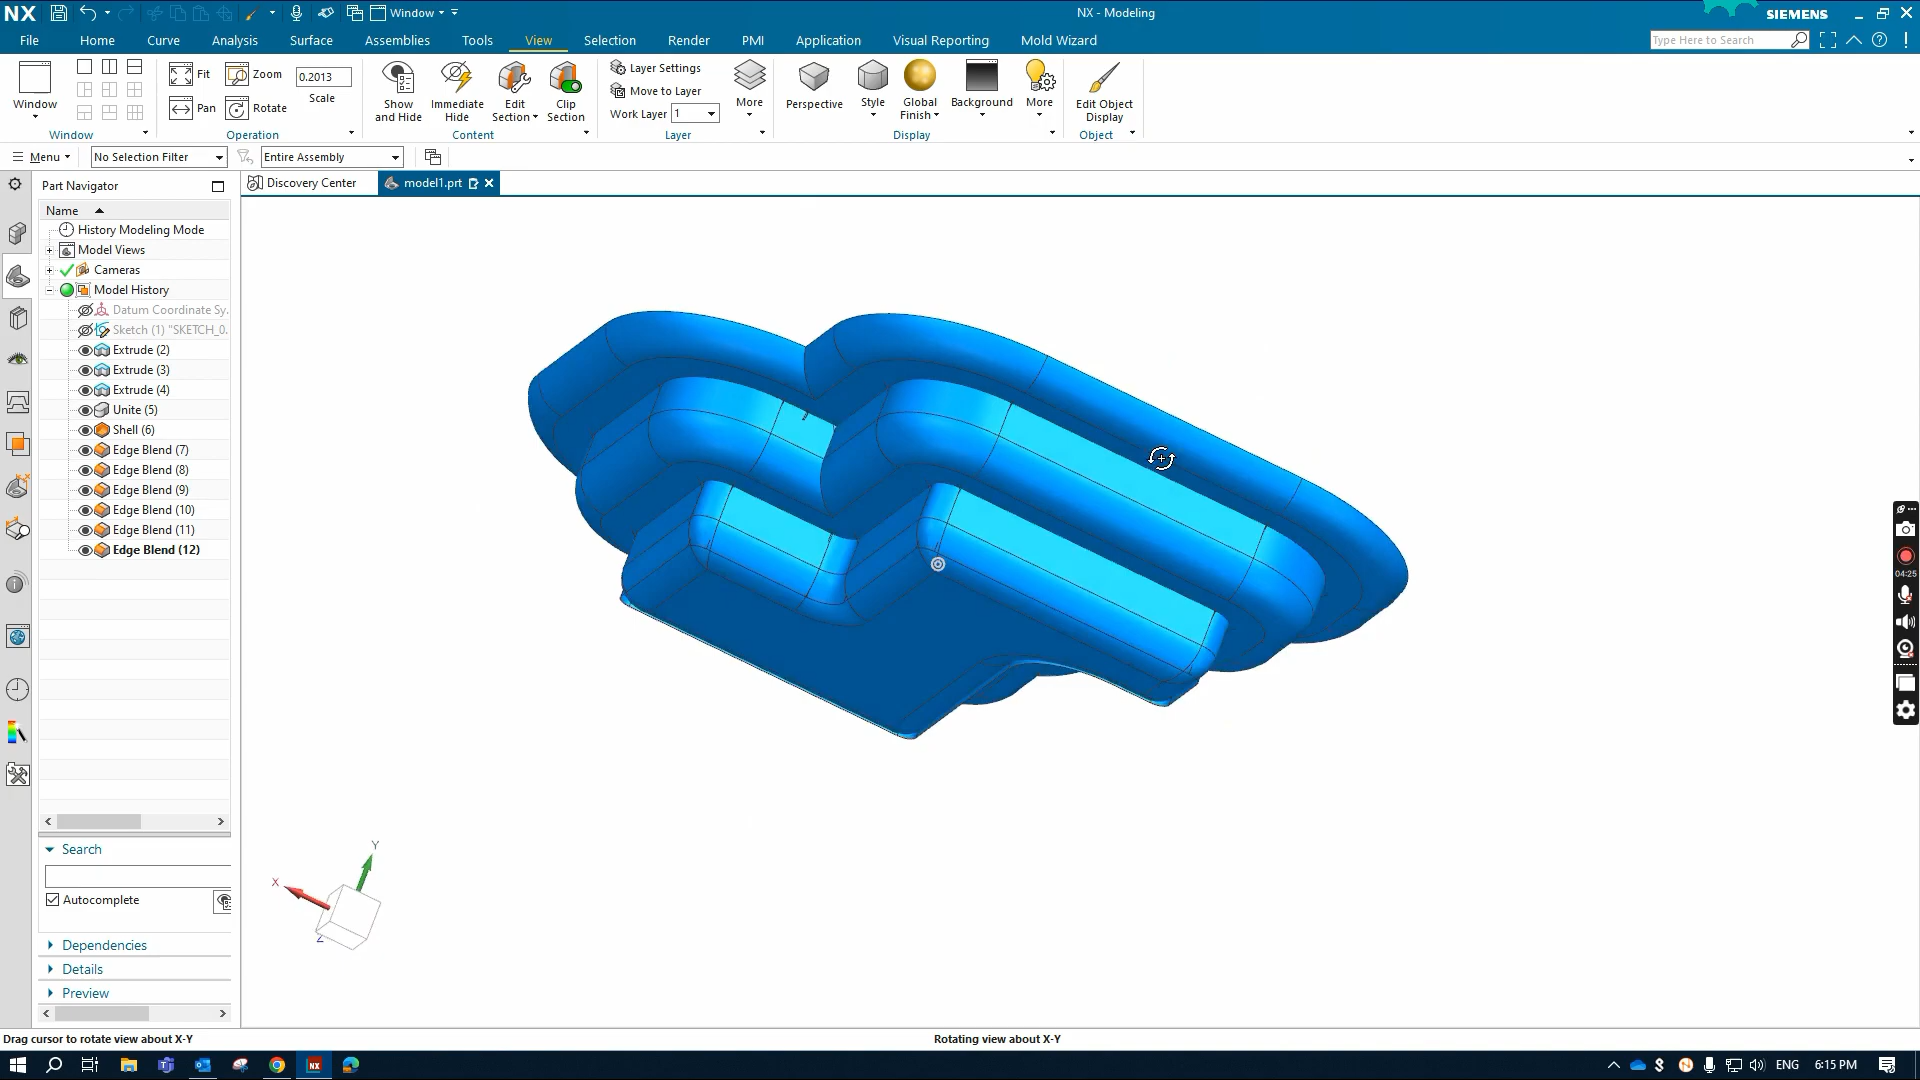 NX Window NX - Modeling SIEMENS
File Home Curve Analysis Surface Assemblies Tools View Selection Render PMI Application Visual Reporting Mold Wizard Type Here to Search
Window
Fit Zoom 0.2013
Pan Rotate Scale
Show and Hide
Immediate Hide
Edit Section
Clip Section
Layer Settings
Move to Layer
Work Layer 1
More
Perspective
Style
Global Finish
Background
More
Edit Object Display
Window Operation Content Layer Display Object
Menu No Selection Filter Entire Assembly
Part Navigator
Discovery Center model1.prt
Name
History Modeling Mode
Model Views
Cameras
Model History
Datum Coordinate Sy.
Sketch (1) "SKETCH_0.
Extrude (2)
Extrude (3)
Extrude (4)
Unite (5)
Shell (6)
Edge Blend (7)
Edge Blend (8)
Edge Blend (9)
Edge Blend (10)
Edge Blend (11)
Edge Blend (12)
04:25
Search
Autocomplete
Dependencies
Details
Preview
Y
X
Z
Drag cursor to rotate view about X-Y Rotating view about X-Y
NX ENG 6:15 PM